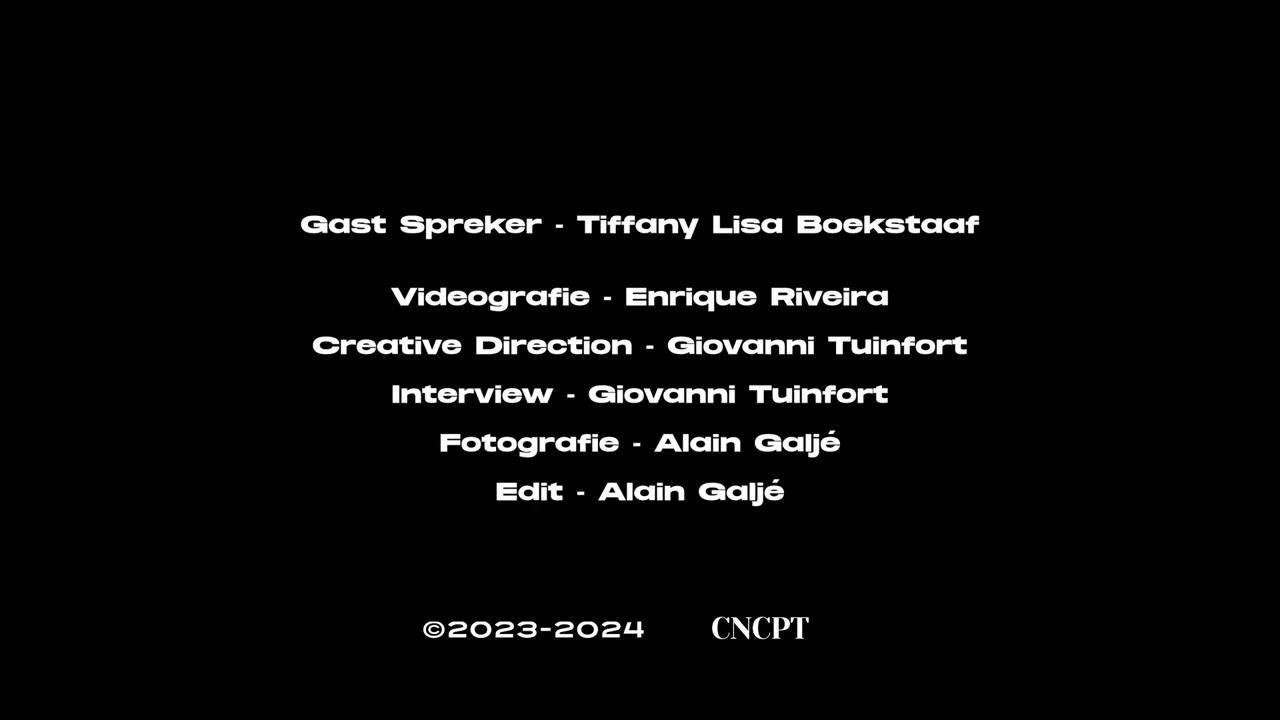 Gast Spreker - Tiffany Lisa Boekstaaf
Videografie - Enrique Riveira
Creative Direction - Giovanni Tuinfort
Interview - Giovanni Tuinfort
Fotografie - Alain Galjé
Edit - Alain Galjé
©2023-2024 CNCPT